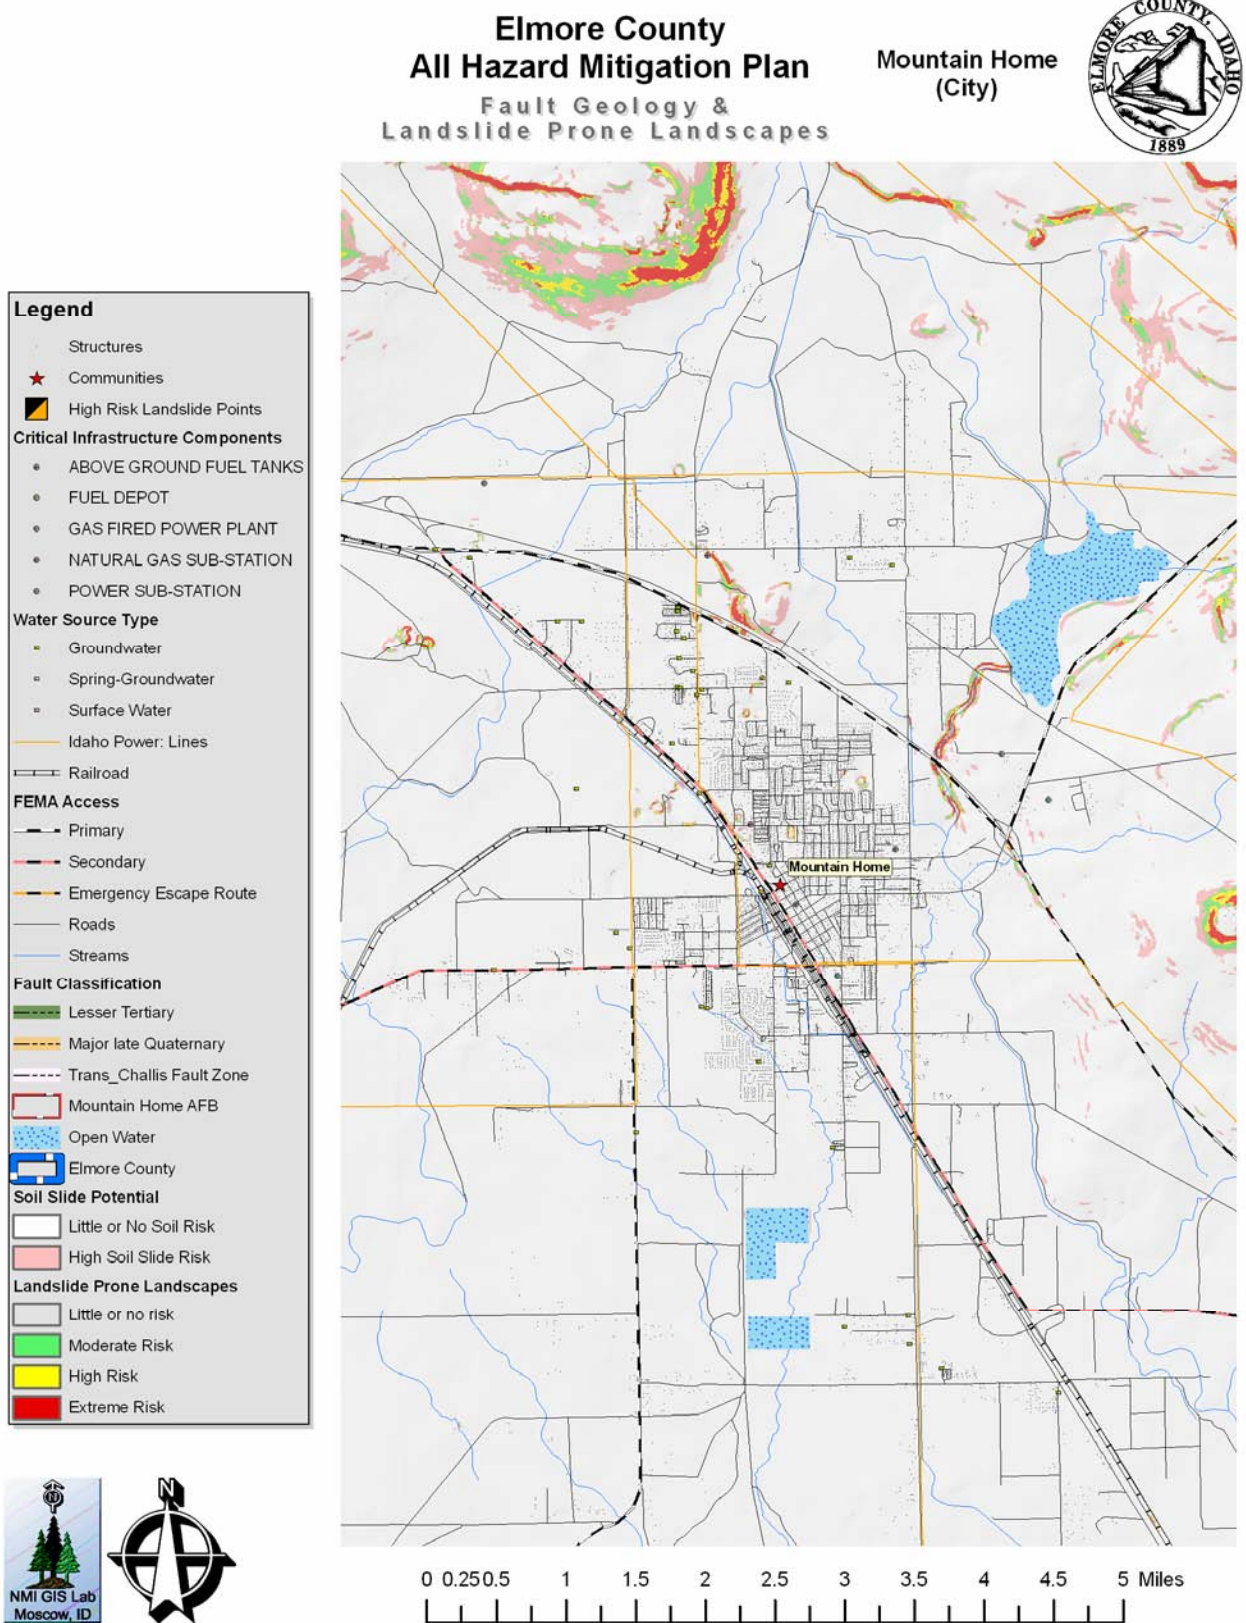 Elmore County
All Hazard Mitigation Plan
Fault Geology &
Landslide Prone Landscapes
Mountain Home
(City)
ELMORE COUNTY, IDAHO
1889
Legend
Structures
Communities
High Risk Landslide Points
Critical Infrastructure Components
ABOVE GROUND FUEL TANKS
FUEL DEPOT
GAS FIRED POWER PLANT
NATURAL GAS SUB-STATION
POWER SUB-STATION
Water Source Type
Groundwater
Spring-Groundwater
Surface Water
Idaho Power: Lines
Railroad
FEMA Access
Primary
Secondary
Emergency Escape Route
Roads
Streams
Fault Classification
Lesser Tertiary
Major late Quaternary
Trans_Challis Fault Zone
Mountain Home AFB
Open Water
Elmore County
Soil Slide Potential
Little or No Soil Risk
High Soil Slide Risk
Landslide Prone Landscapes
Little or no risk
Moderate Risk
High Risk
Extreme Risk
Mountain Home
N
N
NMI GIS Lab
Moscow, ID
0 0.25 0.5 1 1.5 2 2.5 3 3.5 4 4.5 5 Miles